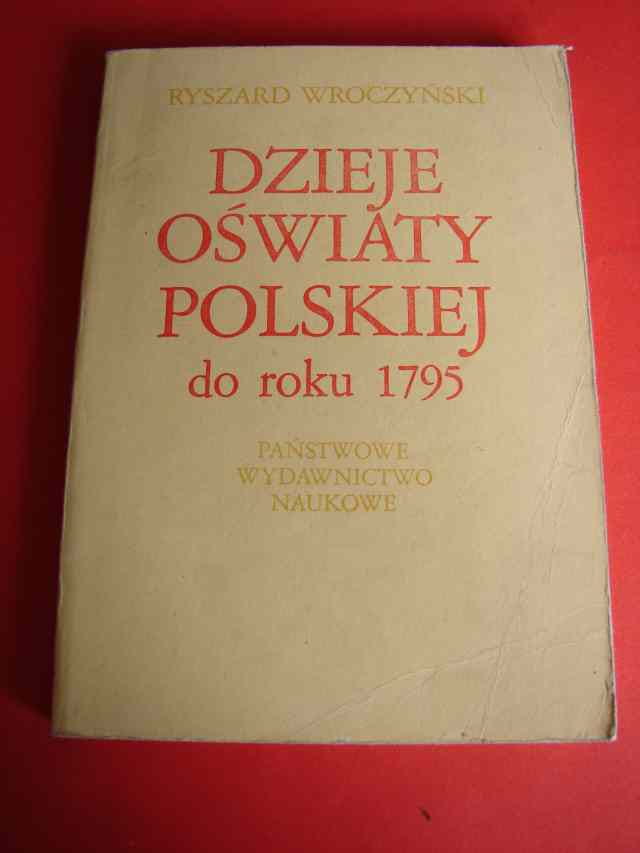 RYSZARD WROCZYŃSKI
DZIEJE
OŚWIATY
POLSKIEJ
do roku 1795
PAŃSTWOWE
WYDAWNICTWO
NAUKOWE